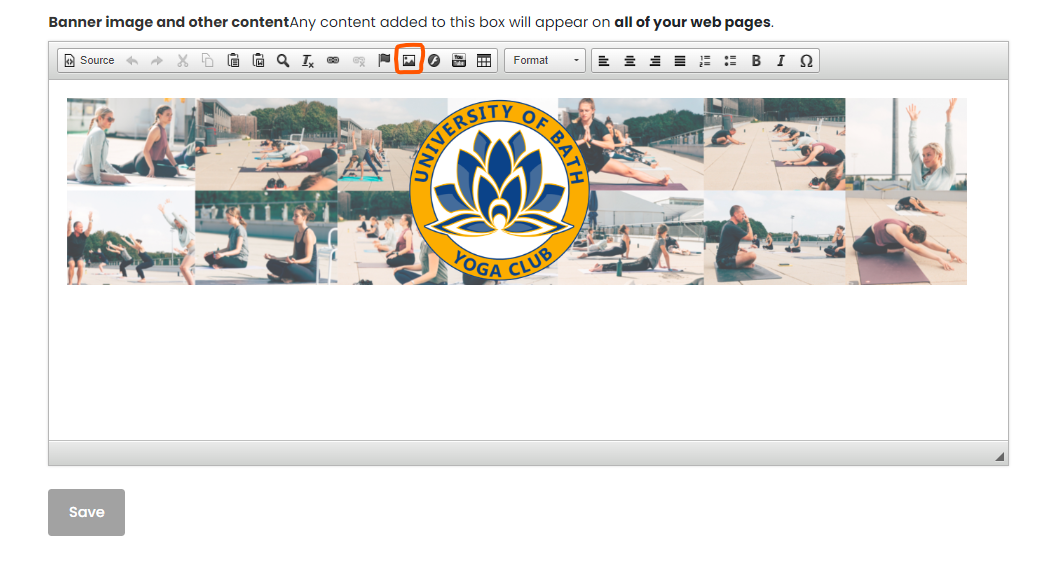 Banner image and other contentAny content added to this box will appear on all of your web pages.
Source Format B I Ω
UNIVERSITY OF BATH
YOGA CLUB
Save